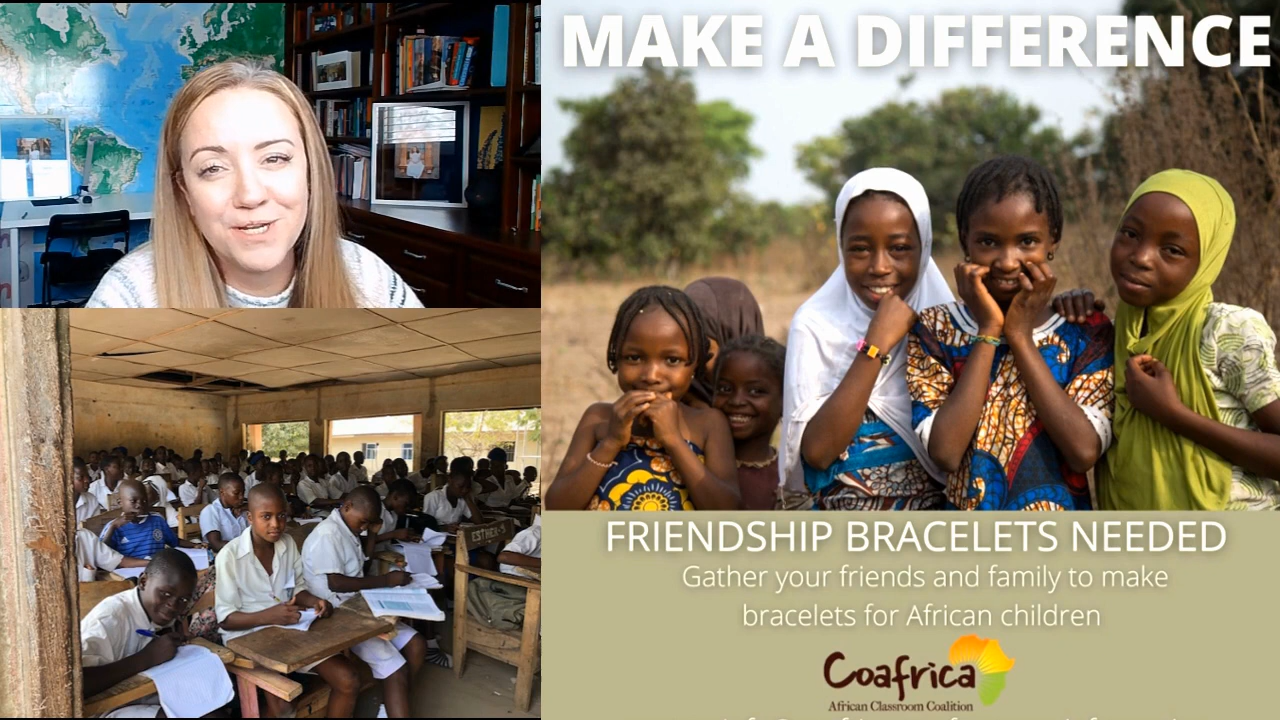 MAKE A DIFFERENCE
FRIENDSHIP BRACELETS NEEDED
Gather your friends and family to make
bracelets for African children
Coafrica
African Classroom Coalition